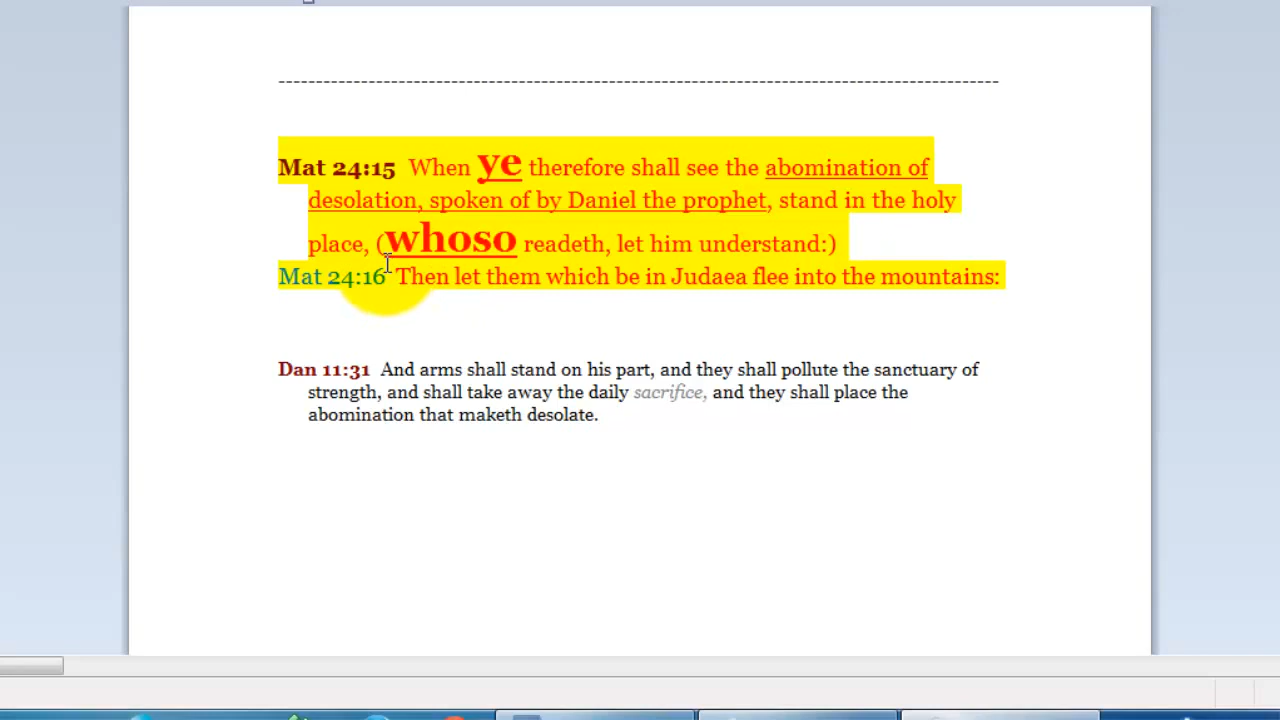 --------------------------------------------------------------------------------------------------
Mat 24:15 When ye therefore shall see the abomination of
desolation, spoken of by Daniel the prophet, stand in the holy
place, (whoso readeth, let him understand:)
Mat 24:16 Then let them which be in Judaea flee into the mountains:
Dan 11:31 And arms shall stand on his part, and they shall pollute the sanctuary of
strength, and shall take away the daily sacrifice, and they shall place the
abomination that maketh desolate.